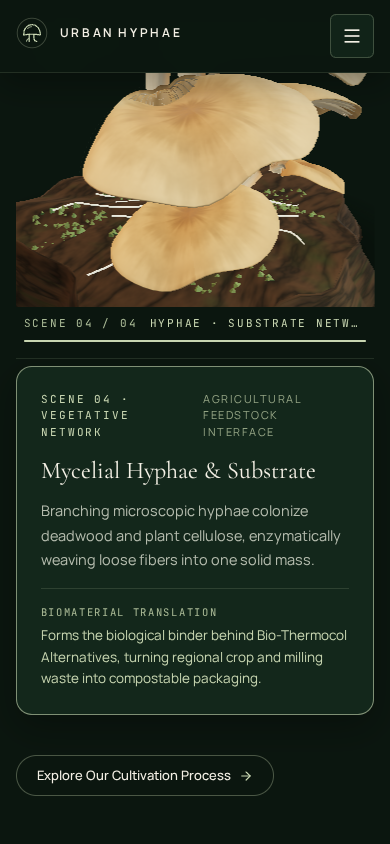 URBAN HYPHAE
SCENE 04 / 04 HYPHAE · SUBSTRATE NETW…
SCENE 04 ·
VEGETATIVE
NETWORK
AGRICULTURAL
FEEDSTOCK
INTERFACE
Mycelial Hyphae & Substrate
Branching microscopic hyphae colonize
deadwood and plant cellulose, enzymatically
weaving loose fibers into one solid mass.
BIOMATERIAL TRANSLATION
Forms the biological binder behind Bio-Thermocol
Alternatives, turning regional crop and milling
waste into compostable packaging.
Explore Our Cultivation Process →